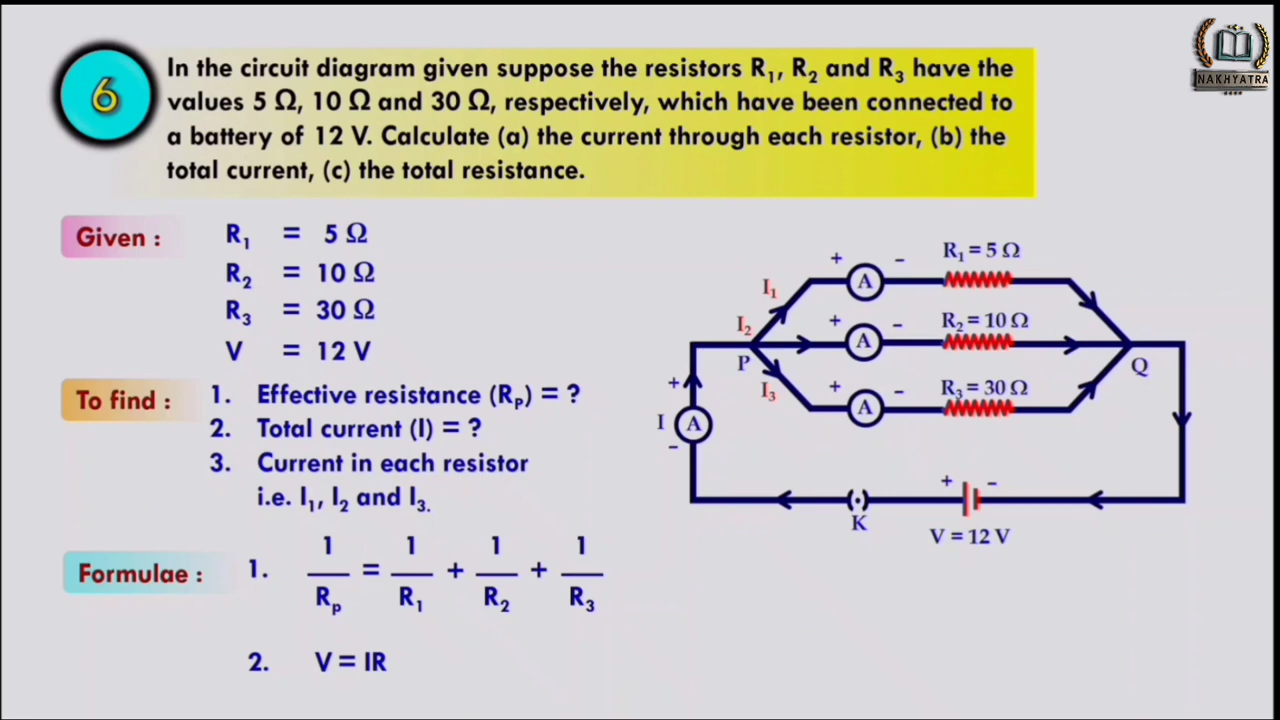 6
In the circuit diagram given suppose the resistors R₁, R₂ and R₃ have the
values 5 Ω, 10 Ω and 30 Ω, respectively, which have been connected to
a battery of 12 V. Calculate (a) the current through each resistor, (b) the
total current, (c) the total resistance.
NAKHYATRA
Given :
R₁ = 5 Ω
R₂ = 10 Ω
R₃ = 30 Ω
V = 12 V
To find :
1. Effective resistance (Rₚ) = ?
2. Total current (I) = ?
3. Current in each resistor
i.e. I₁, I₂ and I₃.
Formulae :
1. 1/Rₚ = 1/R₁ + 1/R₂ + 1/R₃
2. V = IR
I₁ + A − R₁ = 5 Ω
I₂ + A − R₂ = 10 Ω
P Q
I₃ + A − R₃ = 30 Ω
+
I A
−
K
+ −
V = 12 V